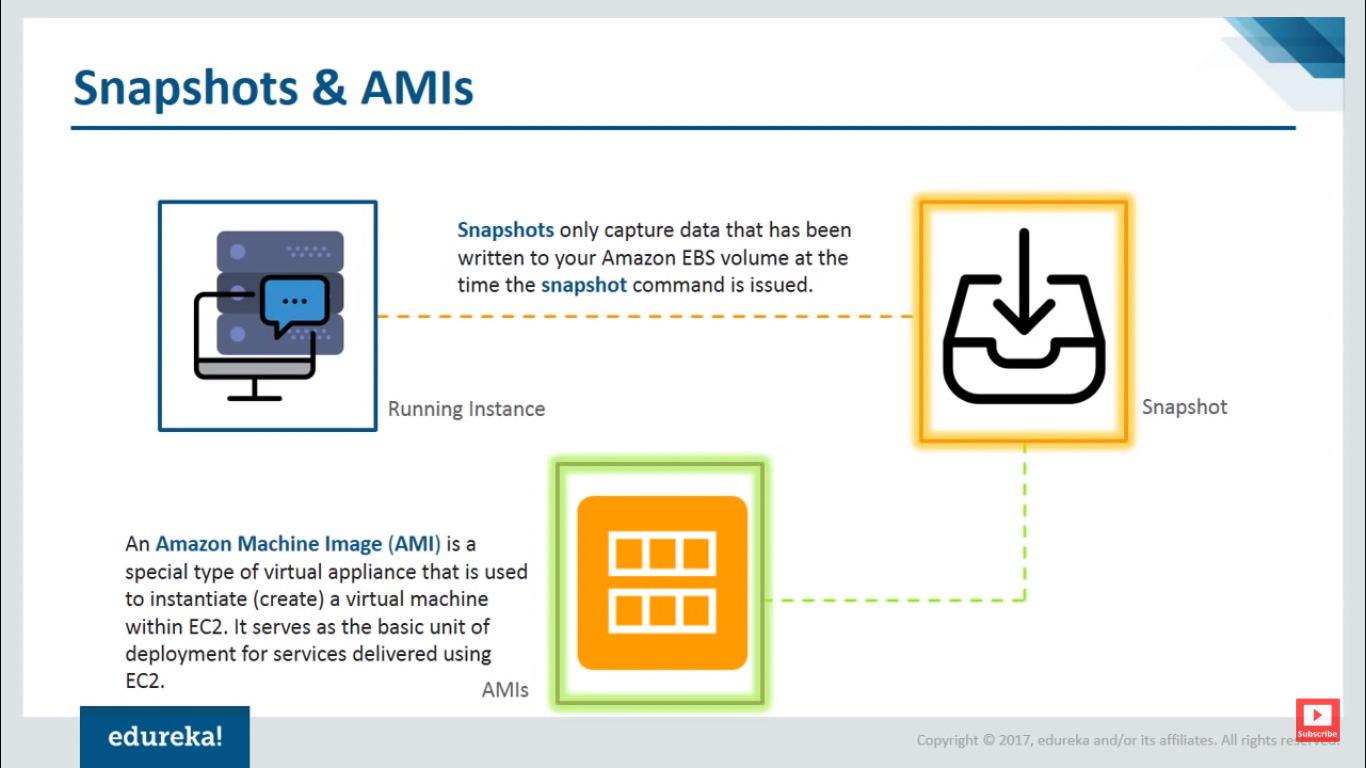 Snapshots & AMIs
Snapshots only capture data that has been
written to your Amazon EBS volume at the
time the snapshot command is issued.
Running Instance
Snapshot
An Amazon Machine Image (AMI) is a
special type of virtual appliance that is used
to instantiate (create) a virtual machine
within EC2. It serves as the basic unit of
deployment for services delivered using
EC2.
AMIs
edureka!
Copyright © 2017, edureka and/or its affiliates. All rights reserved.
Subscribe